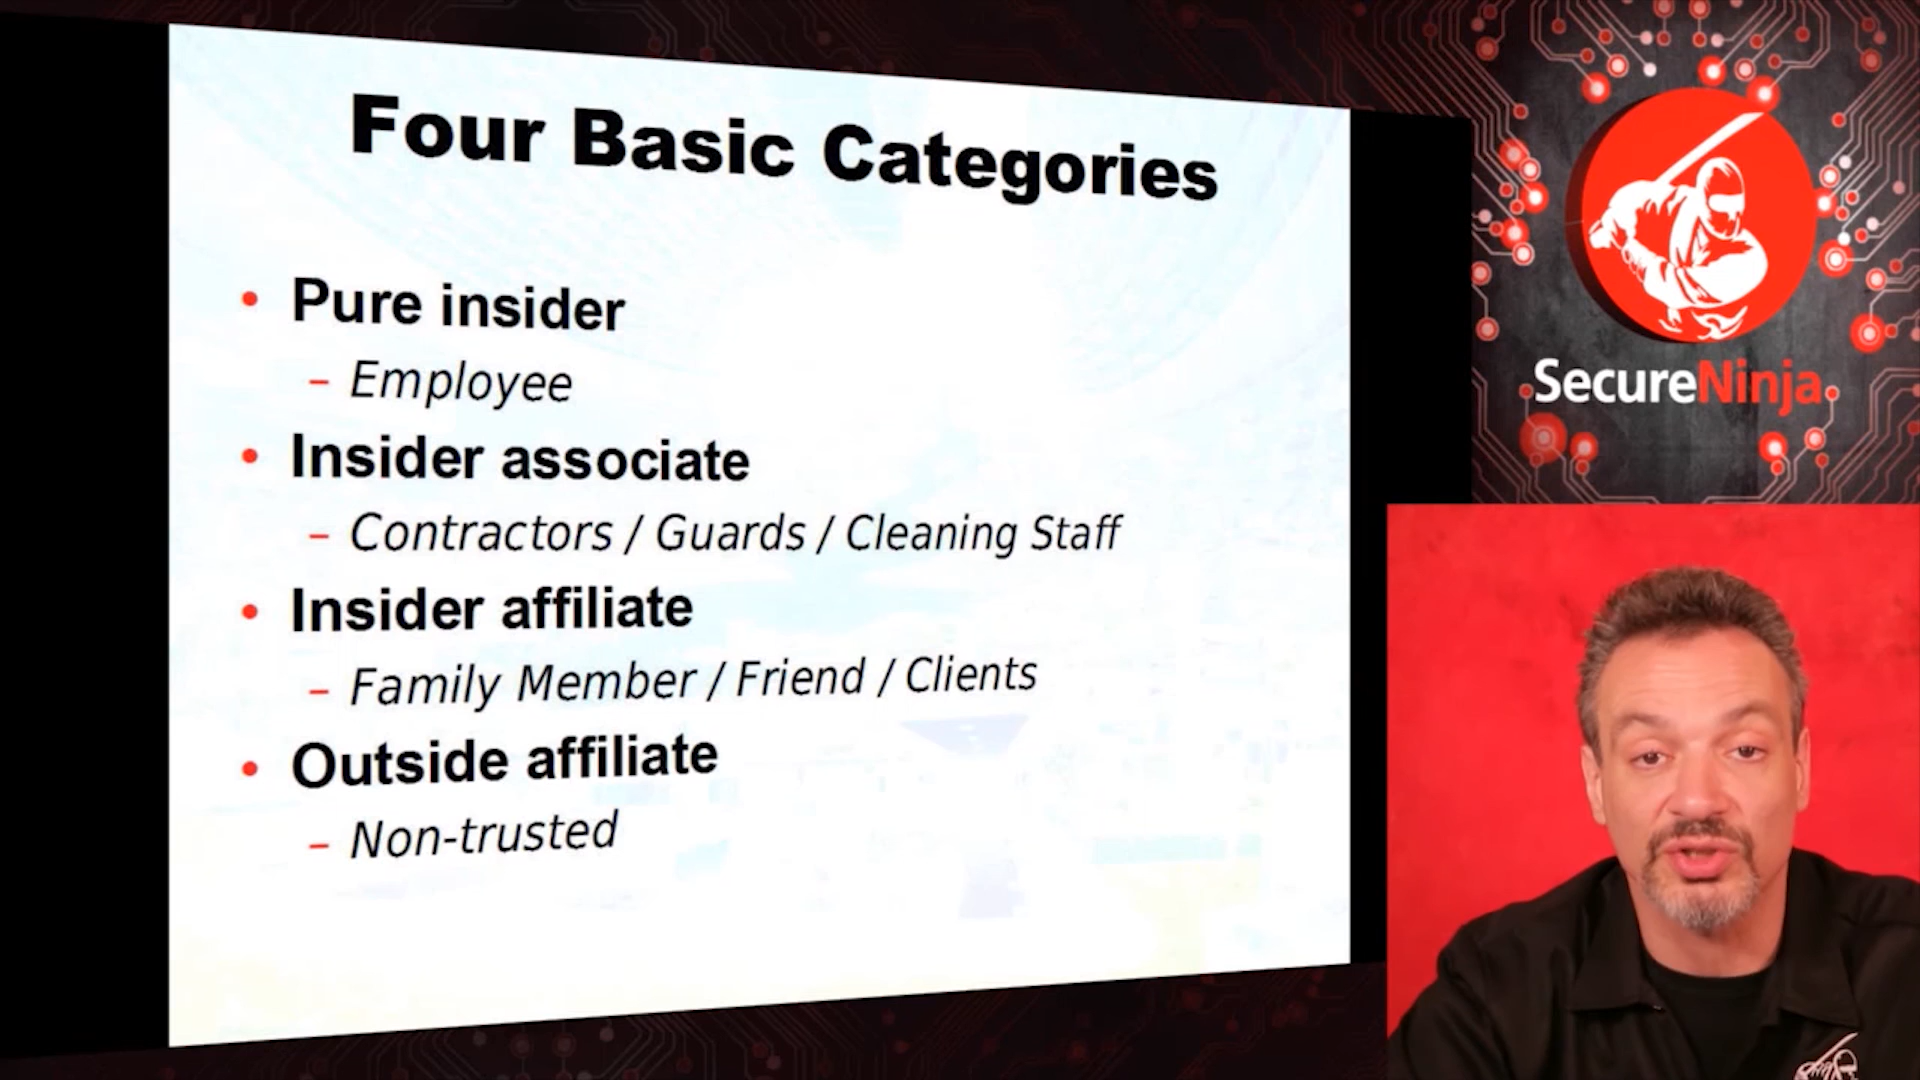 Four Basic Categories
• Pure insider
– Employee
• Insider associate
– Contractors / Guards / Cleaning Staff
• Insider affiliate
– Family Member / Friend / Clients
• Outside affiliate
– Non-trusted
SecureNinja